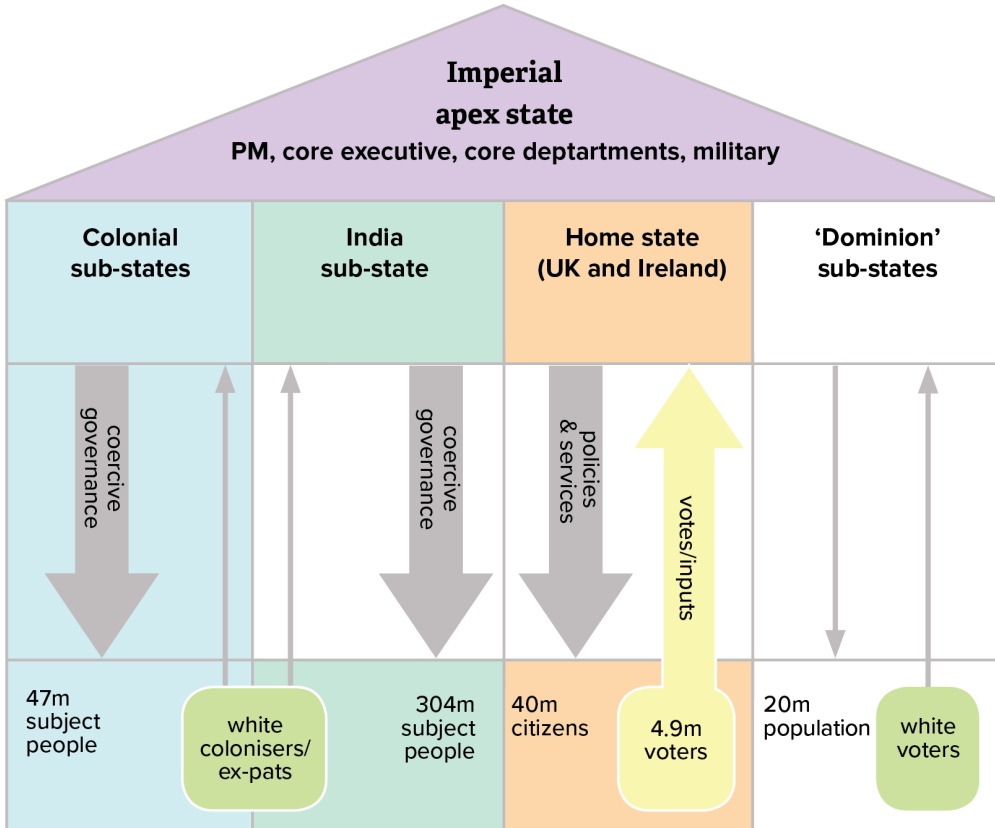 Imperial
apex state
PM, core executive, core deptartments, military
Colonial
sub-states
India
sub-state
Home state
(UK and Ireland)
‘Dominion’
sub-states
coercive
governance
coercive
governance
policies
& services
votes/inputs
47m
subject
people
white
colonisers/
ex-pats
304m
subject
people
40m
citizens
4.9m
voters
20m
population
white
voters